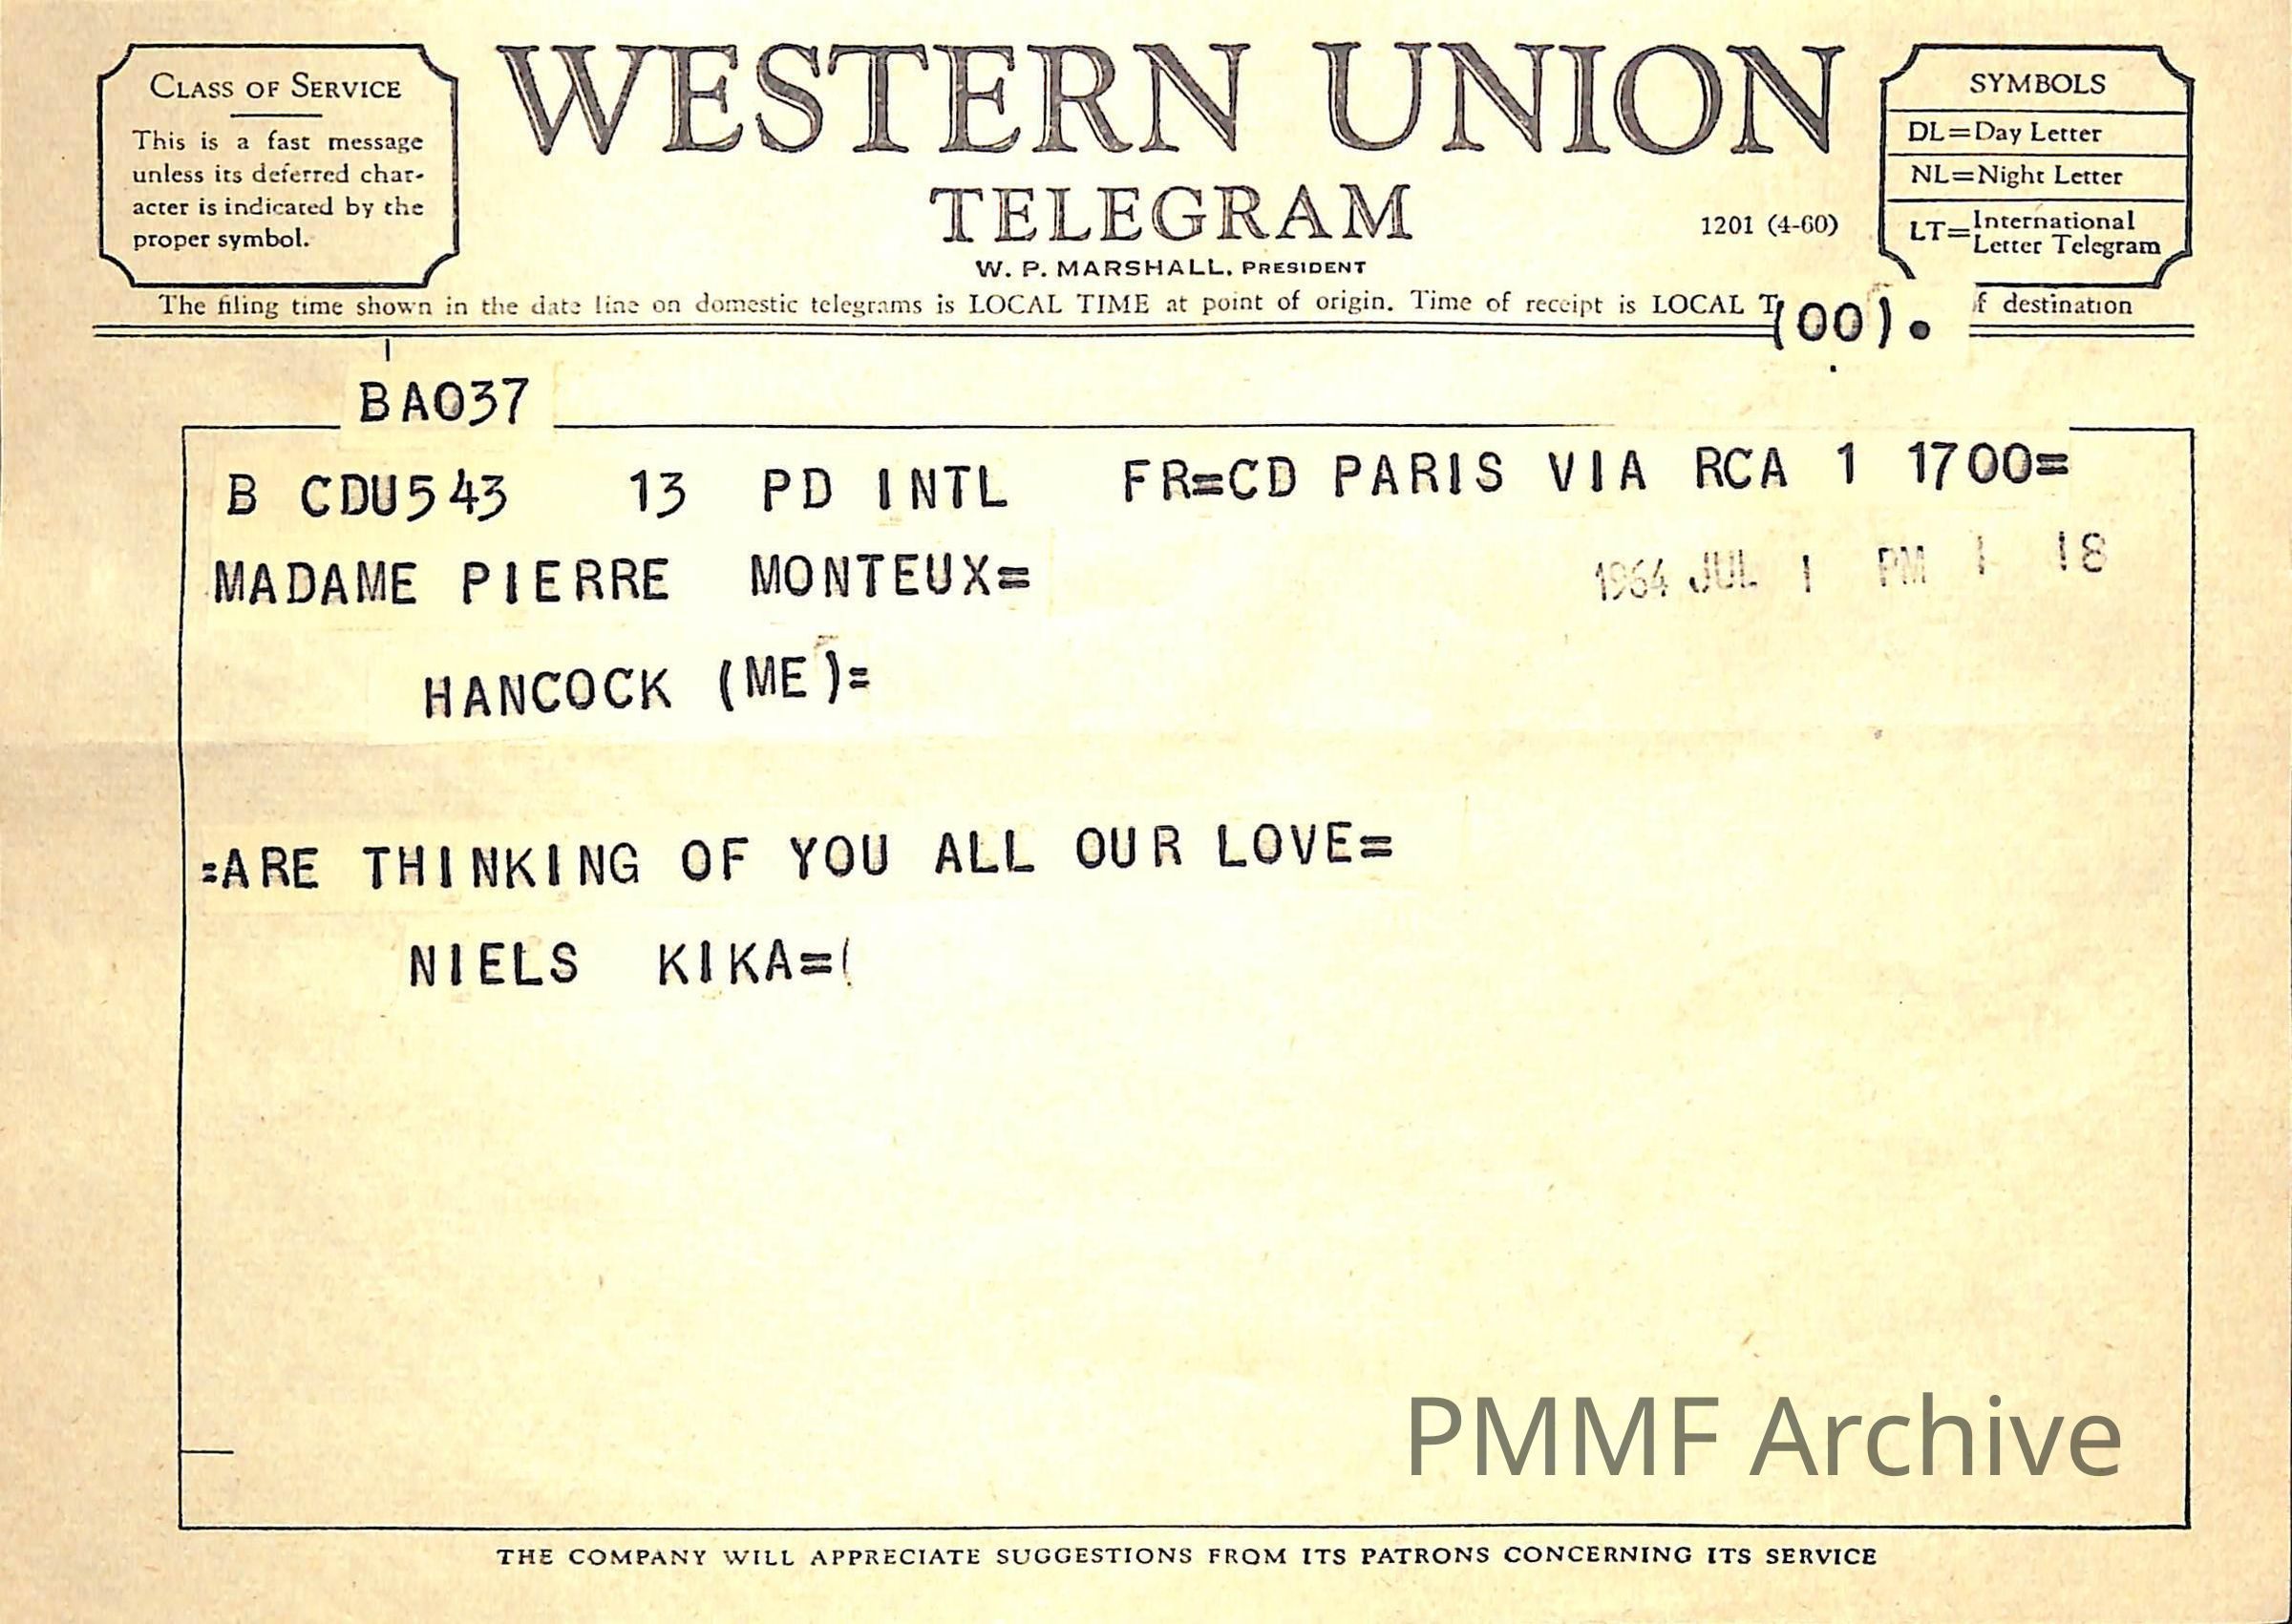 CLASS OF SERVICE
This is a fast message
unless its deferred char-
acter is indicated by the
proper symbol.
WESTERN UNION
TELEGRAM
1201 (4-60)
W. P. MARSHALL, PRESIDENT
SYMBOLS
DL=Day Letter
NL=Night Letter
LT=International
Letter Telegram
The filing time shown in the date line on domestic telegrams is LOCAL TIME at point of origin. Time of receipt is LOCAL T f destination
(00).
BA037
B CDU543 13 PD INTL FR=CD PARIS VIA RCA 1 1700=
MADAME PIERRE MONTEUX=
1964 JUL 1 PM 1 18
HANCOCK (ME)=
=ARE THINKING OF YOU ALL OUR LOVE=
NIELS KIKA=(
PMMF Archive
THE COMPANY WILL APPRECIATE SUGGESTIONS FROM ITS PATRONS CONCERNING ITS SERVICE